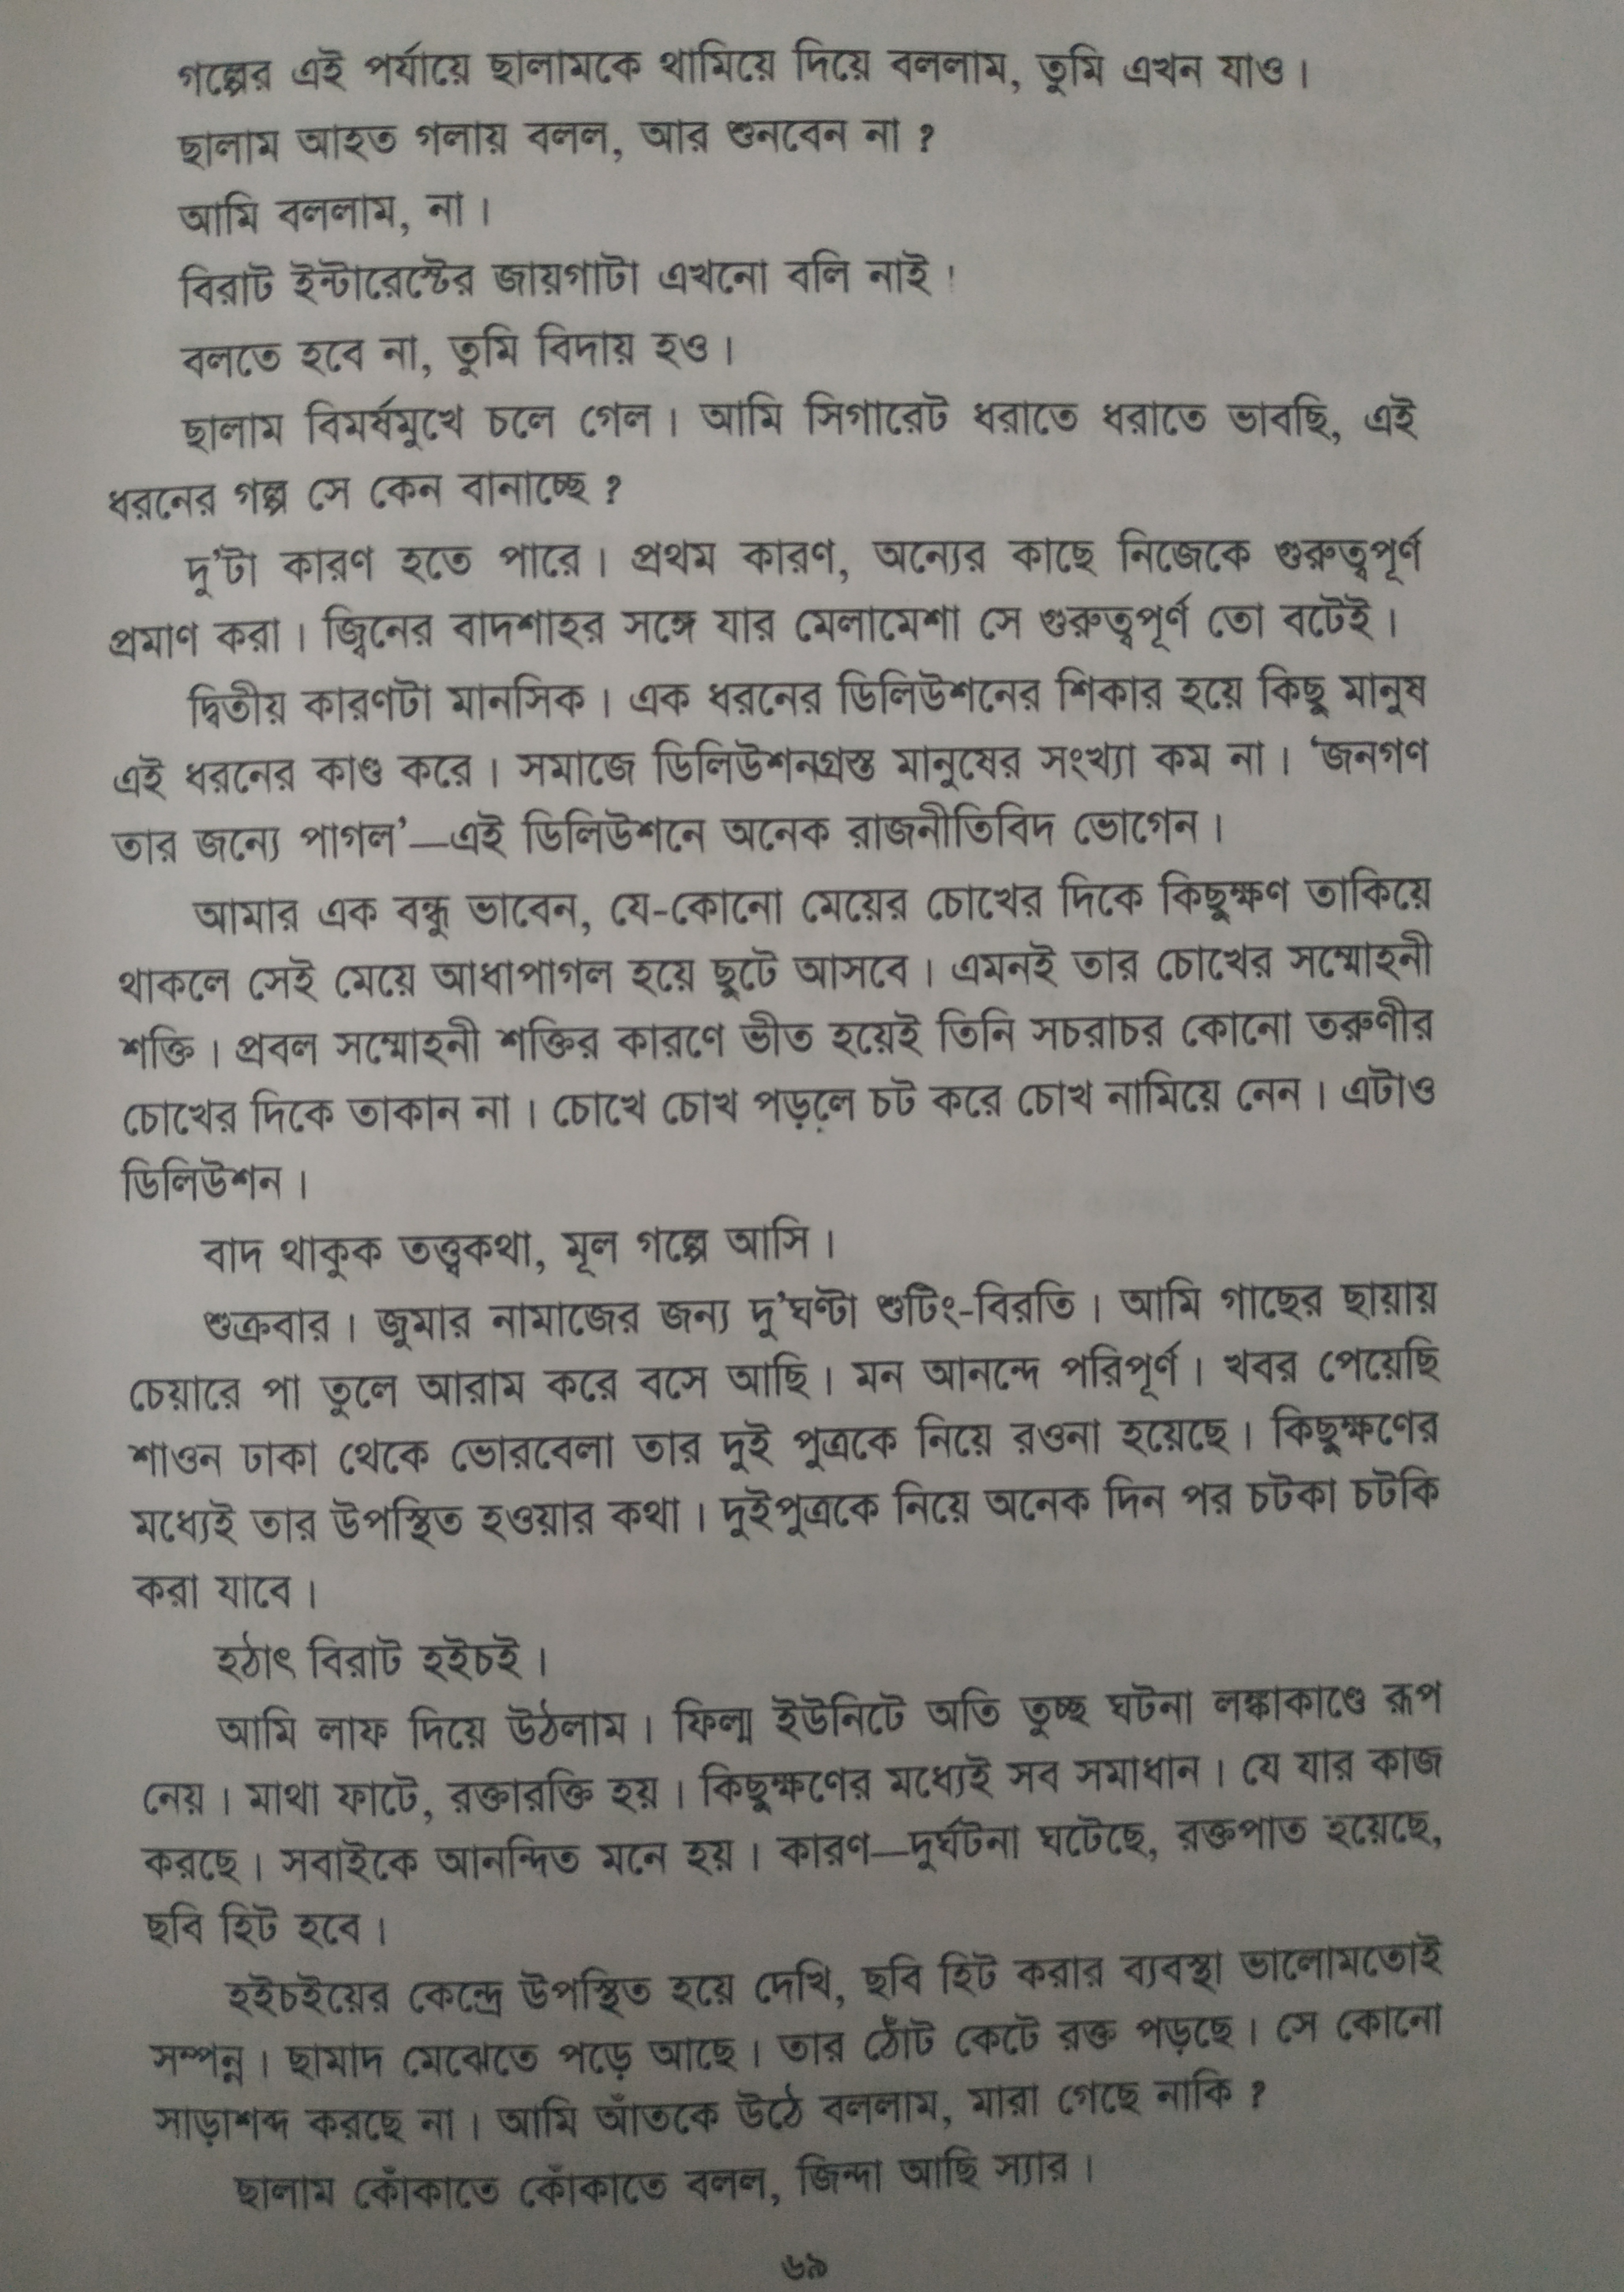 গল্পের এই পর্যায়ে ছালামকে থামিয়ে দিয়ে বললাম, তুমি এখন যাও।
ছালাম আহত গলায় বলল, আর শুনবেন না ?
আমি বললাম, না।
বিরাট ইন্টারেস্টের জায়গাটা এখনো বলি নাই।
বলতে হবে না, তুমি বিদায় হও।
ছালাম বিমর্ষমুখে চলে গেল। আমি সিগারেট ধরাতে ধরাতে ভাবছি, এই
ধরনের গল্প সে কেন বানাচ্ছে ?
দু'টা কারণ হতে পারে। প্রথম কারণ, অন্যের কাছে নিজেকে গুরুত্বপূর্ণ
প্রমাণ করা। জ্বিনের বাদশাহর সঙ্গে যার মেলামেশা সে গুরুত্বপূর্ণ তো বটেই।
দ্বিতীয় কারণটা মানসিক। এক ধরনের ডিলিউশনের শিকার হয়ে কিছু মানুষ
এই ধরনের কাণ্ড করে। সমাজে ডিলিউশনগ্রস্ত মানুষের সংখ্যা কম না। ‘জনগণ
তার জন্যে পাগল’—এই ডিলিউশনে অনেক রাজনীতিবিদ ভোগেন।
আমার এক বন্ধু ভাবেন, যে-কোনো মেয়ের চোখের দিকে কিছুক্ষণ তাকিয়ে
থাকলে সেই মেয়ে আধাপাগল হয়ে ছুটে আসবে। এমনই তার চোখের সম্মোহনী
শক্তি। প্রবল সম্মোহনী শক্তির কারণে ভীত হয়েই তিনি সচরাচর কোনো তরুণীর
চোখের দিকে তাকান না। চোখে চোখ পড়লে চট করে চোখ নামিয়ে নেন। এটাও
ডিলিউশন।
বাদ থাকুক তত্ত্বকথা, মূল গল্পে আসি।
শুক্রবার। জুমার নামাজের জন্য দু'ঘণ্টা শুটিং-বিরতি। আমি গাছের ছায়ায়
চেয়ারে পা তুলে আরাম করে বসে আছি। মন আনন্দে পরিপূর্ণ। খবর পেয়েছি
শাওন ঢাকা থেকে ভোরবেলা তার দুই পুত্রকে নিয়ে রওনা হয়েছে। কিছুক্ষণের
মধ্যেই তার উপস্থিত হওয়ার কথা। দুইপুত্রকে নিয়ে অনেক দিন পর চটকা চটকি
করা যাবে।
হঠাৎ বিরাট হইচই।
আমি লাফ দিয়ে উঠলাম। ফিল্ম ইউনিটে অতি তুচ্ছ ঘটনা লঙ্কাকাণ্ডে রূপ
নেয়। মাথা ফাটে, রক্তারক্তি হয়। কিছুক্ষণের মধ্যেই সব সমাধান। যে যার কাজ
করছে। সবাইকে আনন্দিত মনে হয়। কারণ—দুর্ঘটনা ঘটেছে, রক্তপাত হয়েছে,
ছবি হিট হবে।
হইচইয়ের কেন্দ্রে উপস্থিত হয়ে দেখি, ছবি হিট করার ব্যবস্থা ভালোমতোই
সম্পন্ন। ছামাদ মেঝেতে পড়ে আছে। তার ঠোঁট কেটে রক্ত পড়ছে। সে কোনো
সাড়াশব্দ করছে না। আমি আঁতকে উঠে বললাম, মারা গেছে নাকি ?
ছালাম কোঁকাতে কোঁকাতে বলল, জিন্দা আছি স্যার।
৬৯